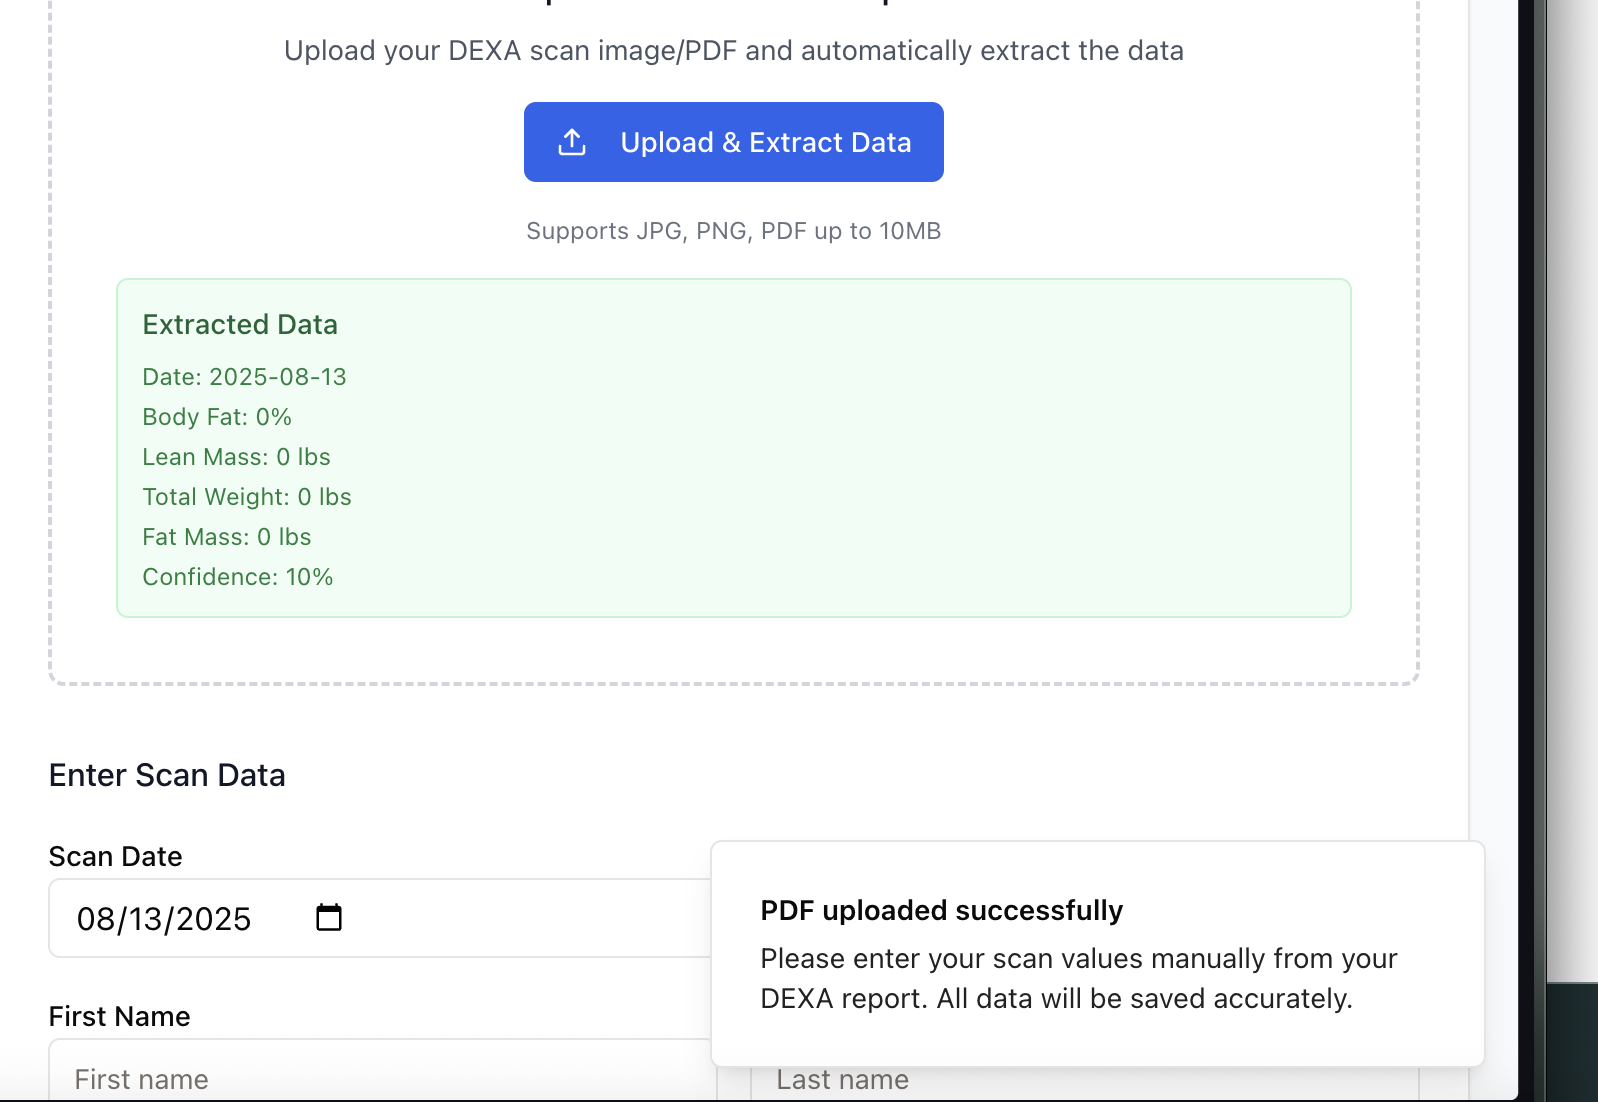 Upload your DEXA scan image/PDF and automatically extract the data
Upload & Extract Data
Supports JPG, PNG, PDF up to 10MB
Extracted Data
Date: 2025-08-13
Body Fat: 0%
Lean Mass: 0 lbs
Total Weight: 0 lbs
Fat Mass: 0 lbs
Confidence: 10%
Enter Scan Data
Scan Date
08/13/2025
PDF uploaded successfully
Please enter your scan values manually from your
DEXA report. All data will be saved accurately.
First Name
First name
Last name